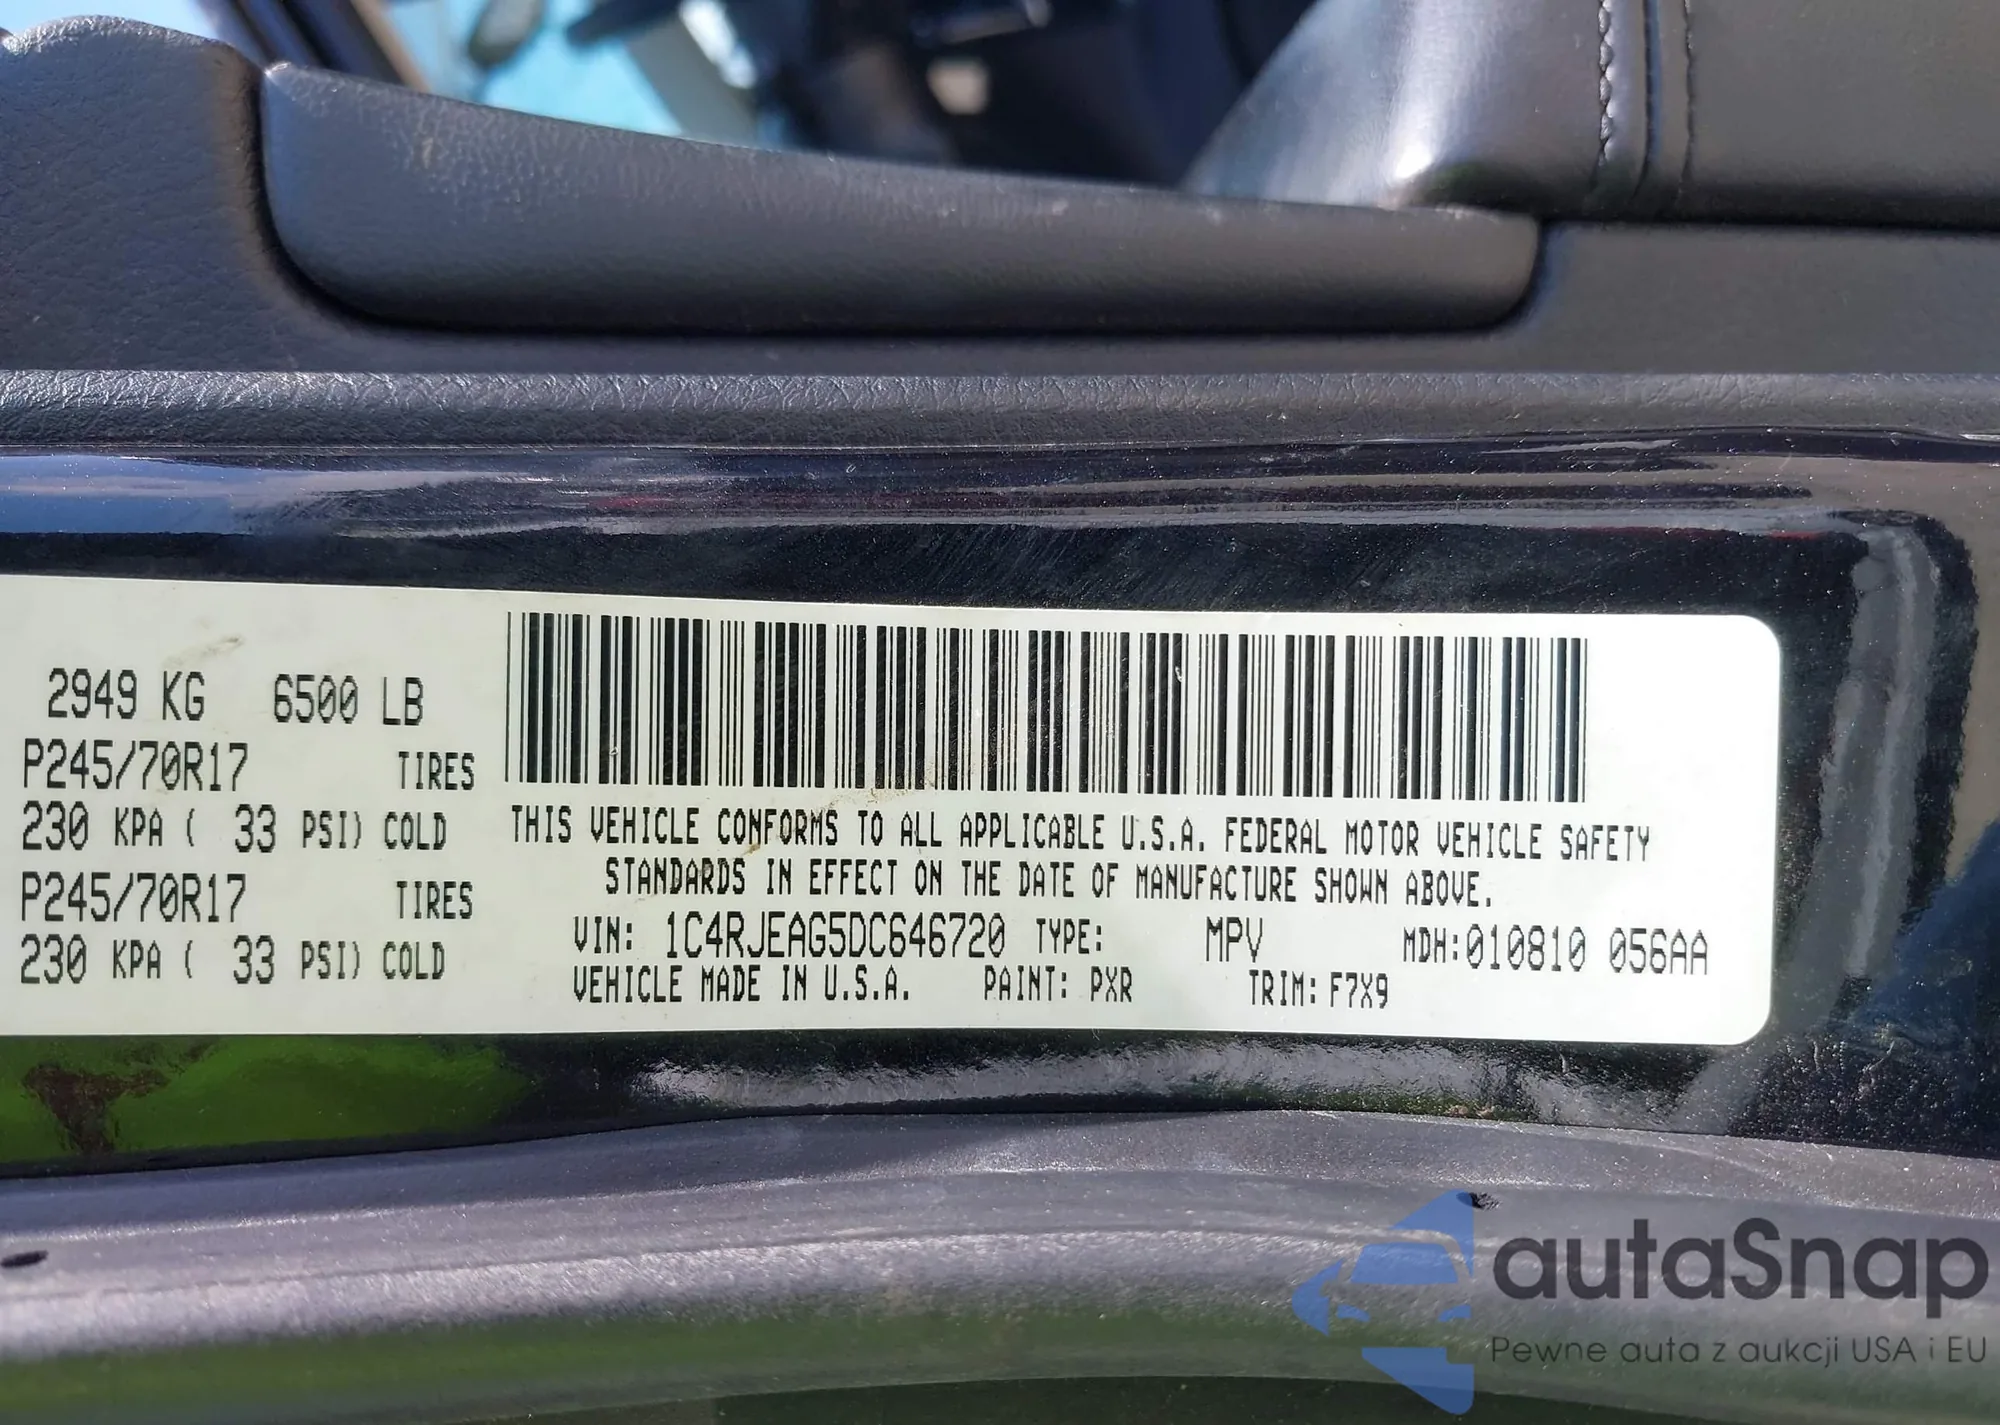 2949 KG 6500 LB
P245/70R17 TIRES
230 KPA ( 33 PSI) COLD
P245/70R17 TIRES
230 KPA ( 33 PSI) COLD
THIS VEHICLE CONFORMS TO ALL APPLICABLE U.S.A. FEDERAL MOTOR VEHICLE SAFETY
STANDARDS IN EFFECT ON THE DATE OF MANUFACTURE SHOWN ABOVE.
VIN: 1C4RJEAG5DC646720 TYPE: MPV MDH:010810 056AA
VEHICLE MADE IN U.S.A. PAINT: PXR TRIM: F7X9
autaSnap
Pewne auta z aukcji USA i EU